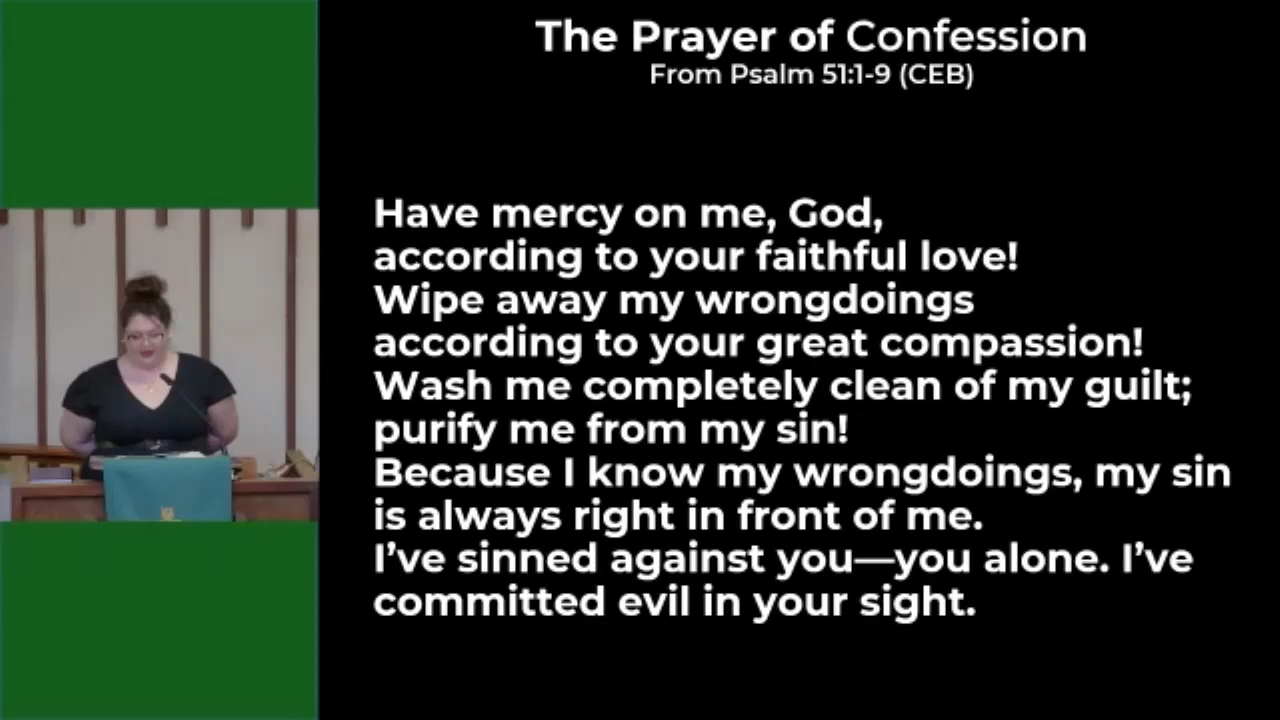 The Prayer of Confession
From Psalm 51:1-9 (CEB)
Have mercy on me, God,
according to your faithful love!
Wipe away my wrongdoings
according to your great compassion!
Wash me completely clean of my guilt;
purify me from my sin!
Because I know my wrongdoings, my sin
is always right in front of me.
I’ve sinned against you—you alone. I’ve
committed evil in your sight.